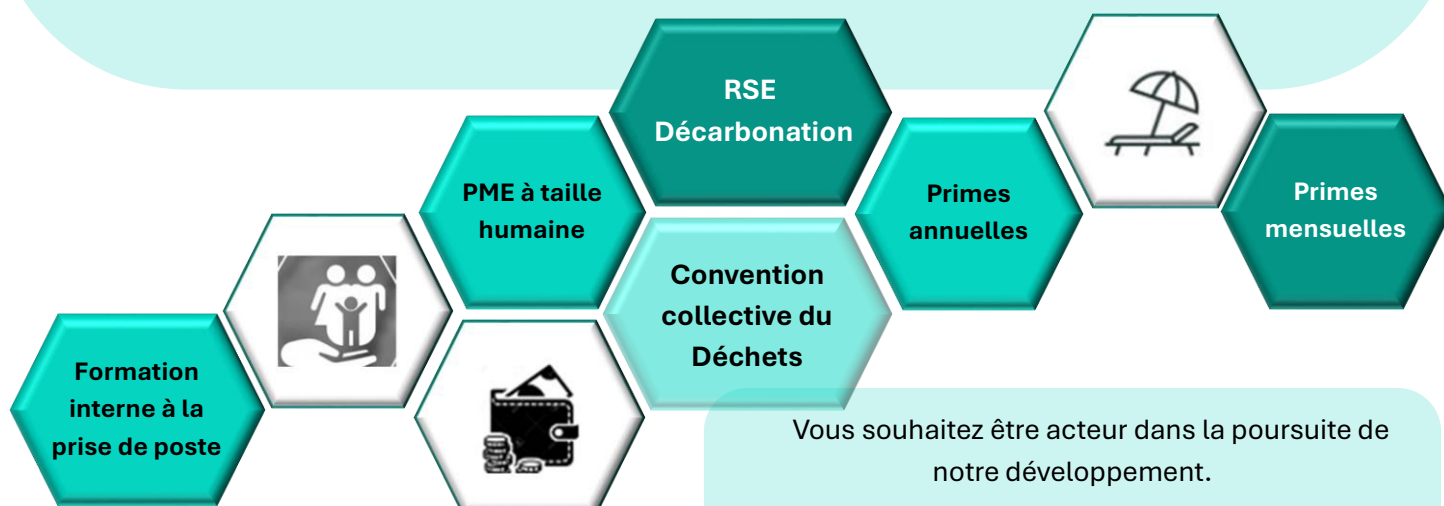 RSE
Décarbonation
PME à taille
humaine
Primes
annuelles
Primes
mensuelles
Convention
collective du
Déchets
Formation
interne à la
prise de poste
Vous souhaitez être acteur dans la poursuite de
notre développement.